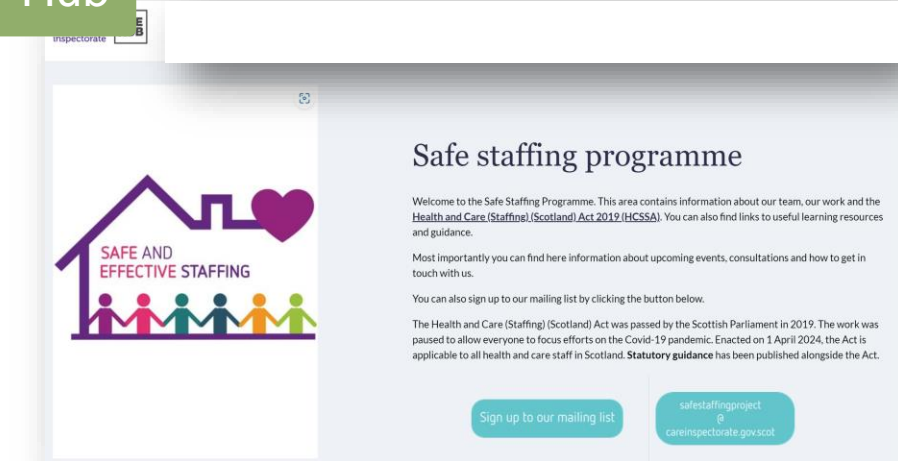 Hub
inspectorate
E
B
SAFE AND
EFFECTIVE STAFFING
Safe staffing programme
Welcome to the Safe Staffing Programme. This area contains information about our team, our work and the
Health and Care (Staffing) (Scotland) Act 2019 (HCSSA). You can also find links to useful learning resources
and guidance.
Most importantly you can find here information about upcoming events, consultations and how to get in
touch with us.
You can also sign up to our mailing list by clicking the button below.
The Health and Care (Staffing) (Scotland) Act was passed by the Scottish Parliament in 2019. The work was
paused to allow everyone to focus efforts on the Covid-19 pandemic. Enacted on 1 April 2024, the Act is
applicable to all health and care staff in Scotland. Statutory guidance has been published alongside the Act.
Sign up to our mailing list
safestaffingproject
@
careinspectorate.gov.scot